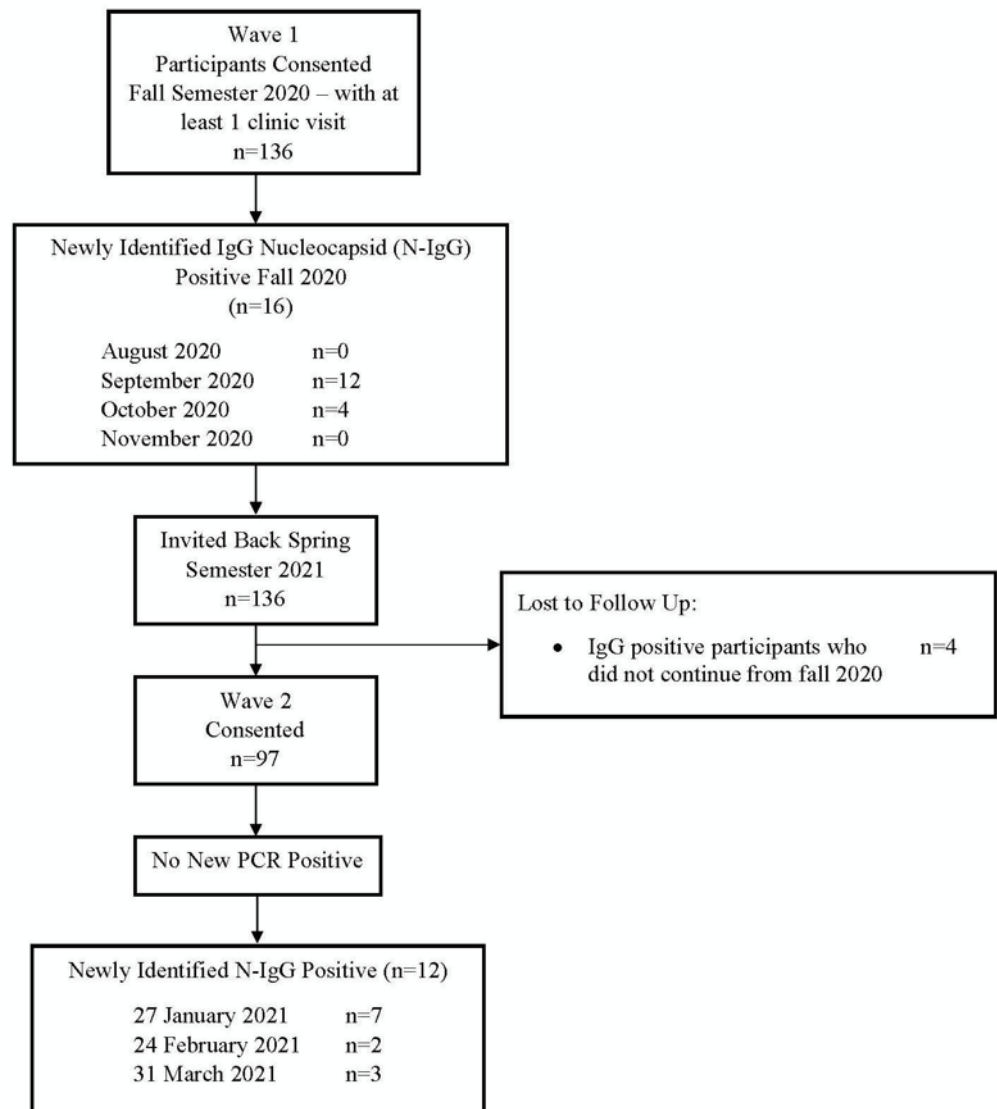 Wave 1
Participants Consented
Fall Semester 2020 – with at
least 1 clinic visit
n=136
Newly Identified IgG Nucleocapsid (N-IgG)
Positive Fall 2020
(n=16)
August 2020 n=0
September 2020 n=12
October 2020 n=4
November 2020 n=0
Invited Back Spring
Semester 2021
n=136
Lost to Follow Up:
• IgG positive participants who n=4
did not continue from fall 2020
Wave 2
Consented
n=97
No New PCR Positive
Newly Identified N-IgG Positive (n=12)
27 January 2021 n=7
24 February 2021 n=2
31 March 2021 n=3